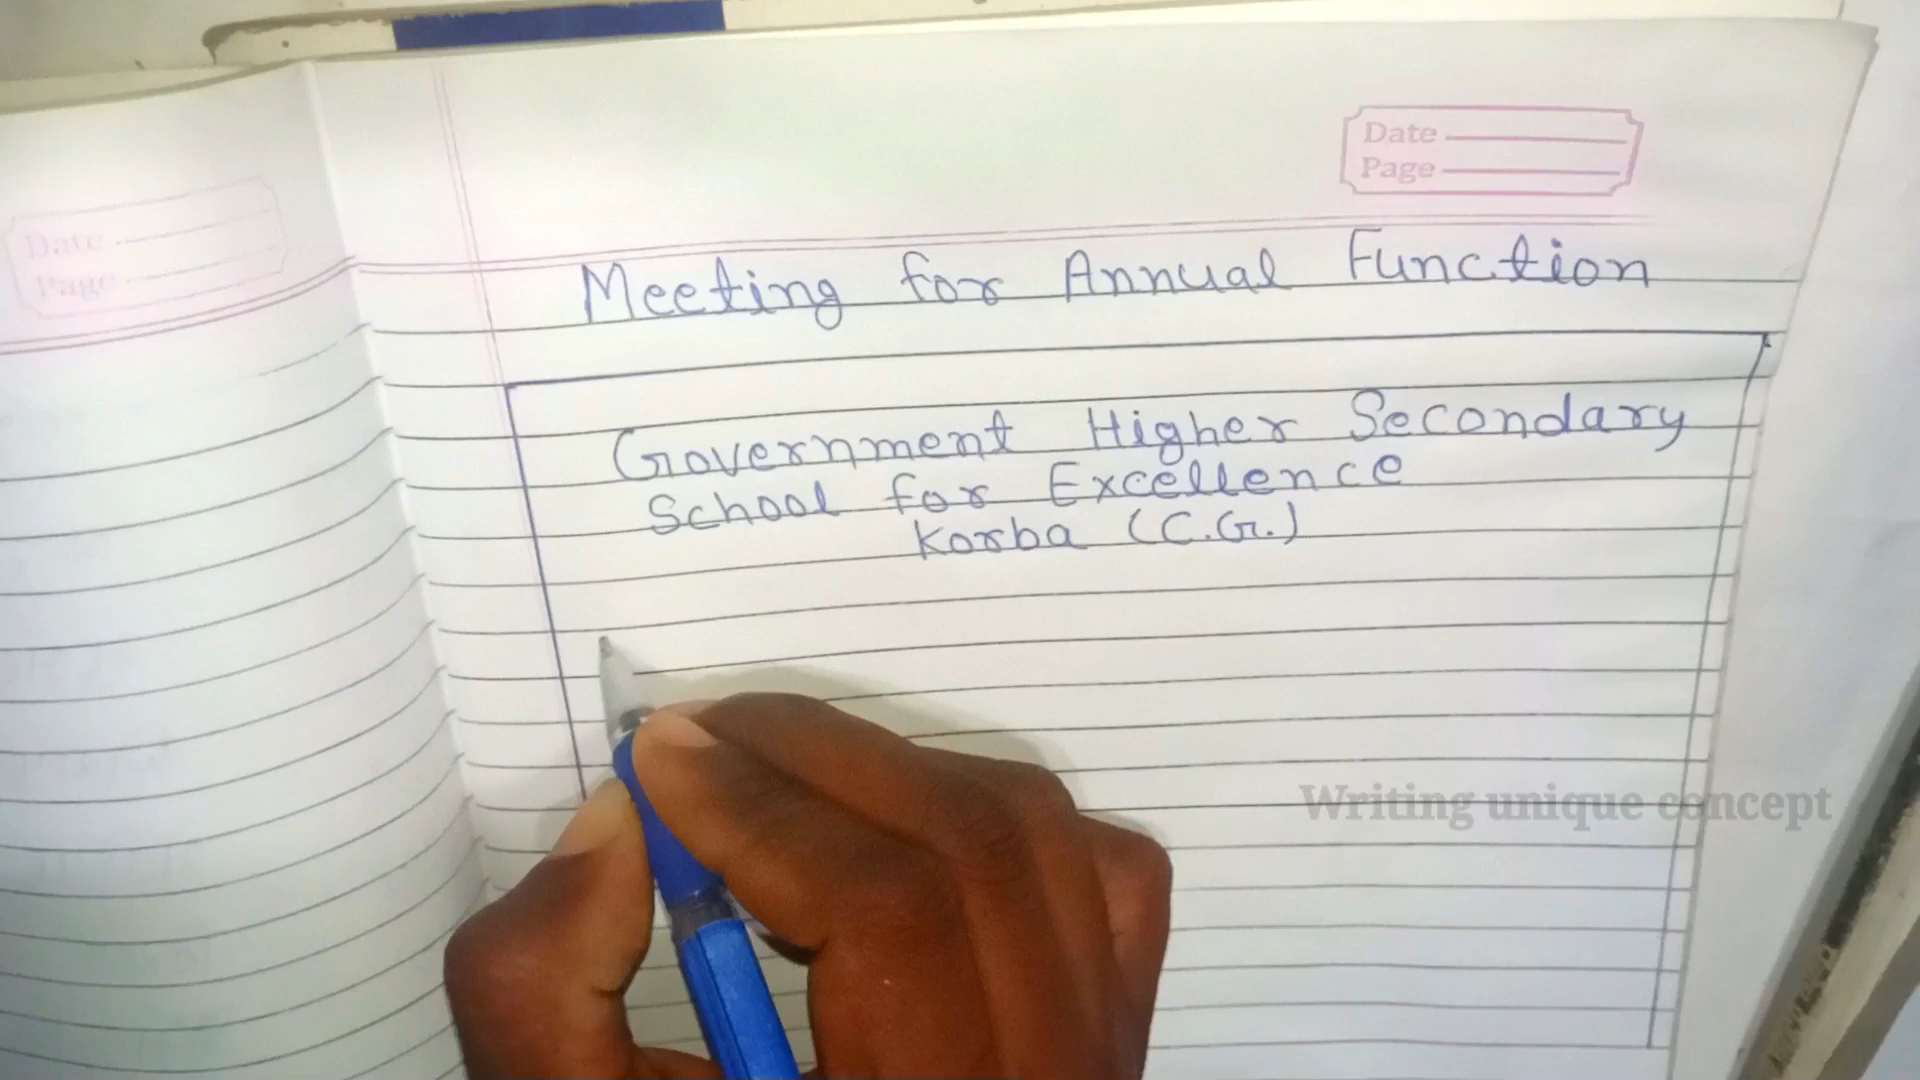 Date
Page
Date
Page
Meeting for Annual Function
Government Higher Secondary
School for Excellence
Korba (C.G.)
Writing unique concept